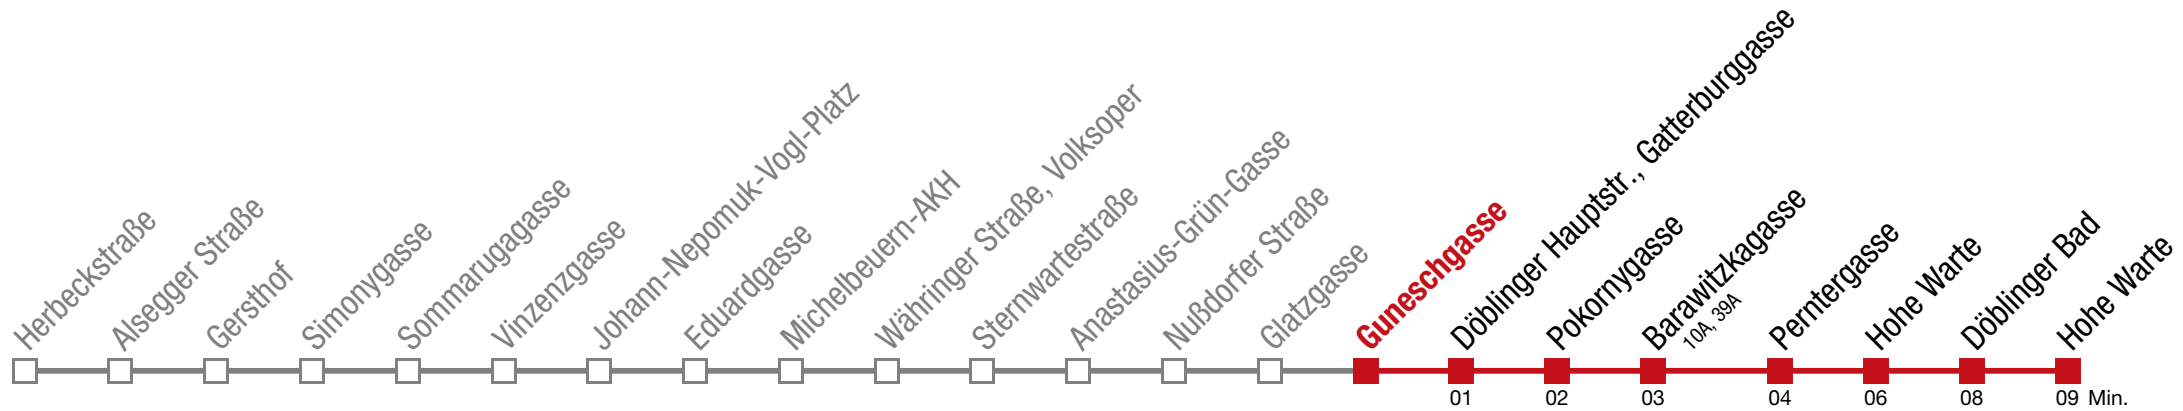 Herbeckstraße
Alsegger Straße
Gersthof
Simonygasse
Sommarugagasse
Vinzenzgasse
Johann-Nepomuk-Vogl-Platz
Eduardgasse
Michelbeuern-AKH
Währinger Straße, Volksoper
Sternwartestraße
Anastasius-Grün-Gasse
Nußdorfer Straße
Glatzgasse
Guneschgasse
Döblinger Hauptstr., Gatterburggasse
Pokornygasse
Barawitzkagasse
10A, 39A
Perntergasse
Hohe Warte
Döblinger Bad
Hohe Warte
01 02 03 04 06 08 09 Min.